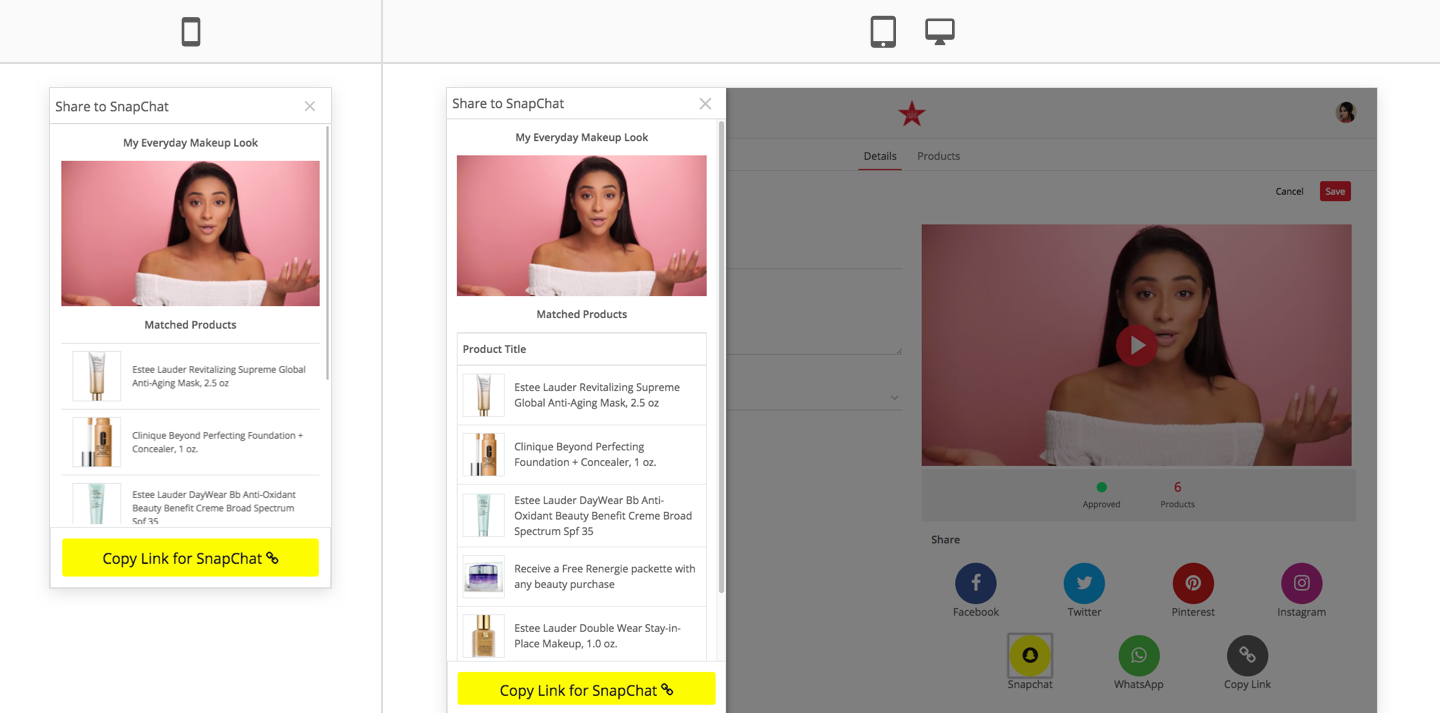 Share to SnapChat
My Everyday Makeup Look
Matched Products
Estee Lauder Revitalizing Supreme Global
Anti-Aging Mask, 2.5 oz
Clinique Beyond Perfecting Foundation +
Concealer, 1 oz.
Estee Lauder DayWear Bb Anti-Oxidant
Beauty Benefit Creme Broad Spectrum
Spf 35
Copy Link for SnapChat
Share to SnapChat
My Everyday Makeup Look
Matched Products
Product Title
Estee Lauder Revitalizing Supreme
Global Anti-Aging Mask, 2.5 oz
Clinique Beyond Perfecting
Foundation + Concealer, 1 oz.
Estee Lauder DayWear Bb Anti-
Oxidant Beauty Benefit Creme Broad
Spectrum Spf 35
Receive a Free Renergie packette with
any beauty purchase
Estee Lauder Double Wear Stay-in-
Place Makeup, 1.0 oz.
Copy Link for SnapChat
Details Products
Cancel Save
6
Approved Products
Share
Facebook Twitter Pinterest Instagram
Snapchat WhatsApp Copy Link